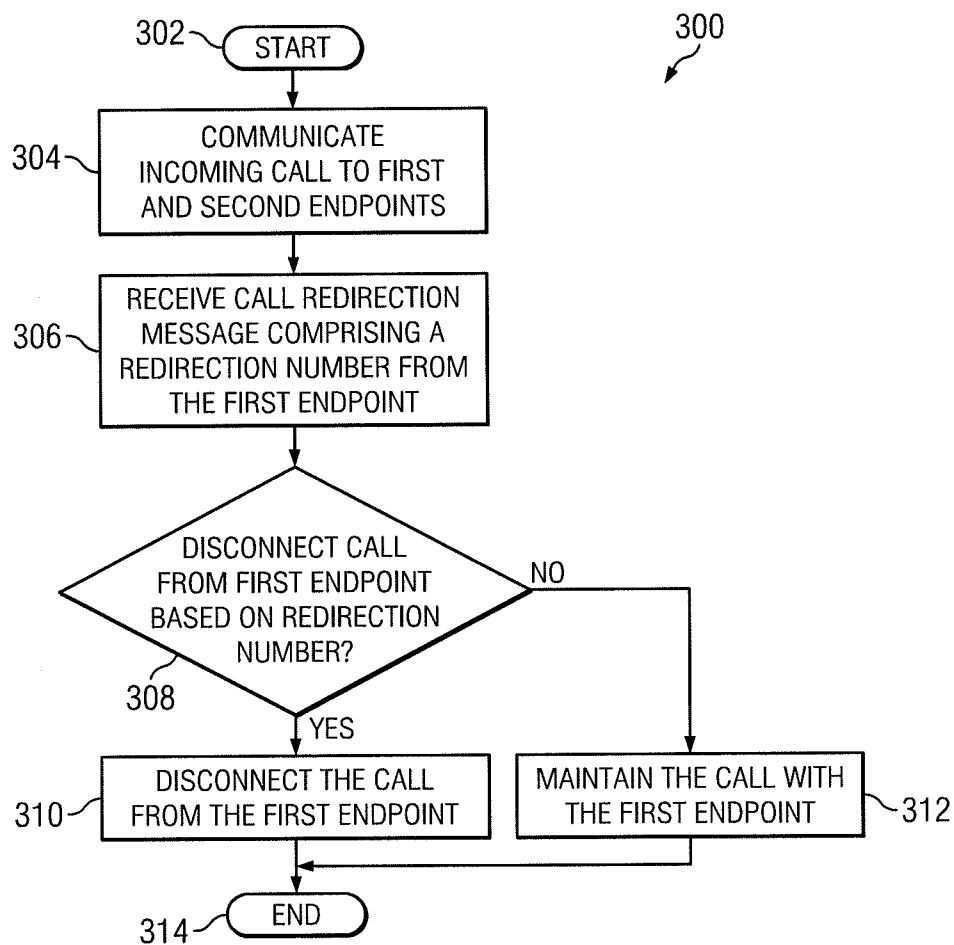 302
START
300
304
COMMUNICATE
INCOMING CALL TO FIRST
AND SECOND ENDPOINTS
306
RECEIVE CALL REDIRECTION
MESSAGE COMPRISING A
REDIRECTION NUMBER FROM
THE FIRST ENDPOINT
DISCONNECT CALL
FROM FIRST ENDPOINT
BASED ON REDIRECTION
NUMBER?
NO
308
YES
310
DISCONNECT THE CALL
FROM THE FIRST ENDPOINT
MAINTAIN THE CALL WITH
THE FIRST ENDPOINT
312
314
END